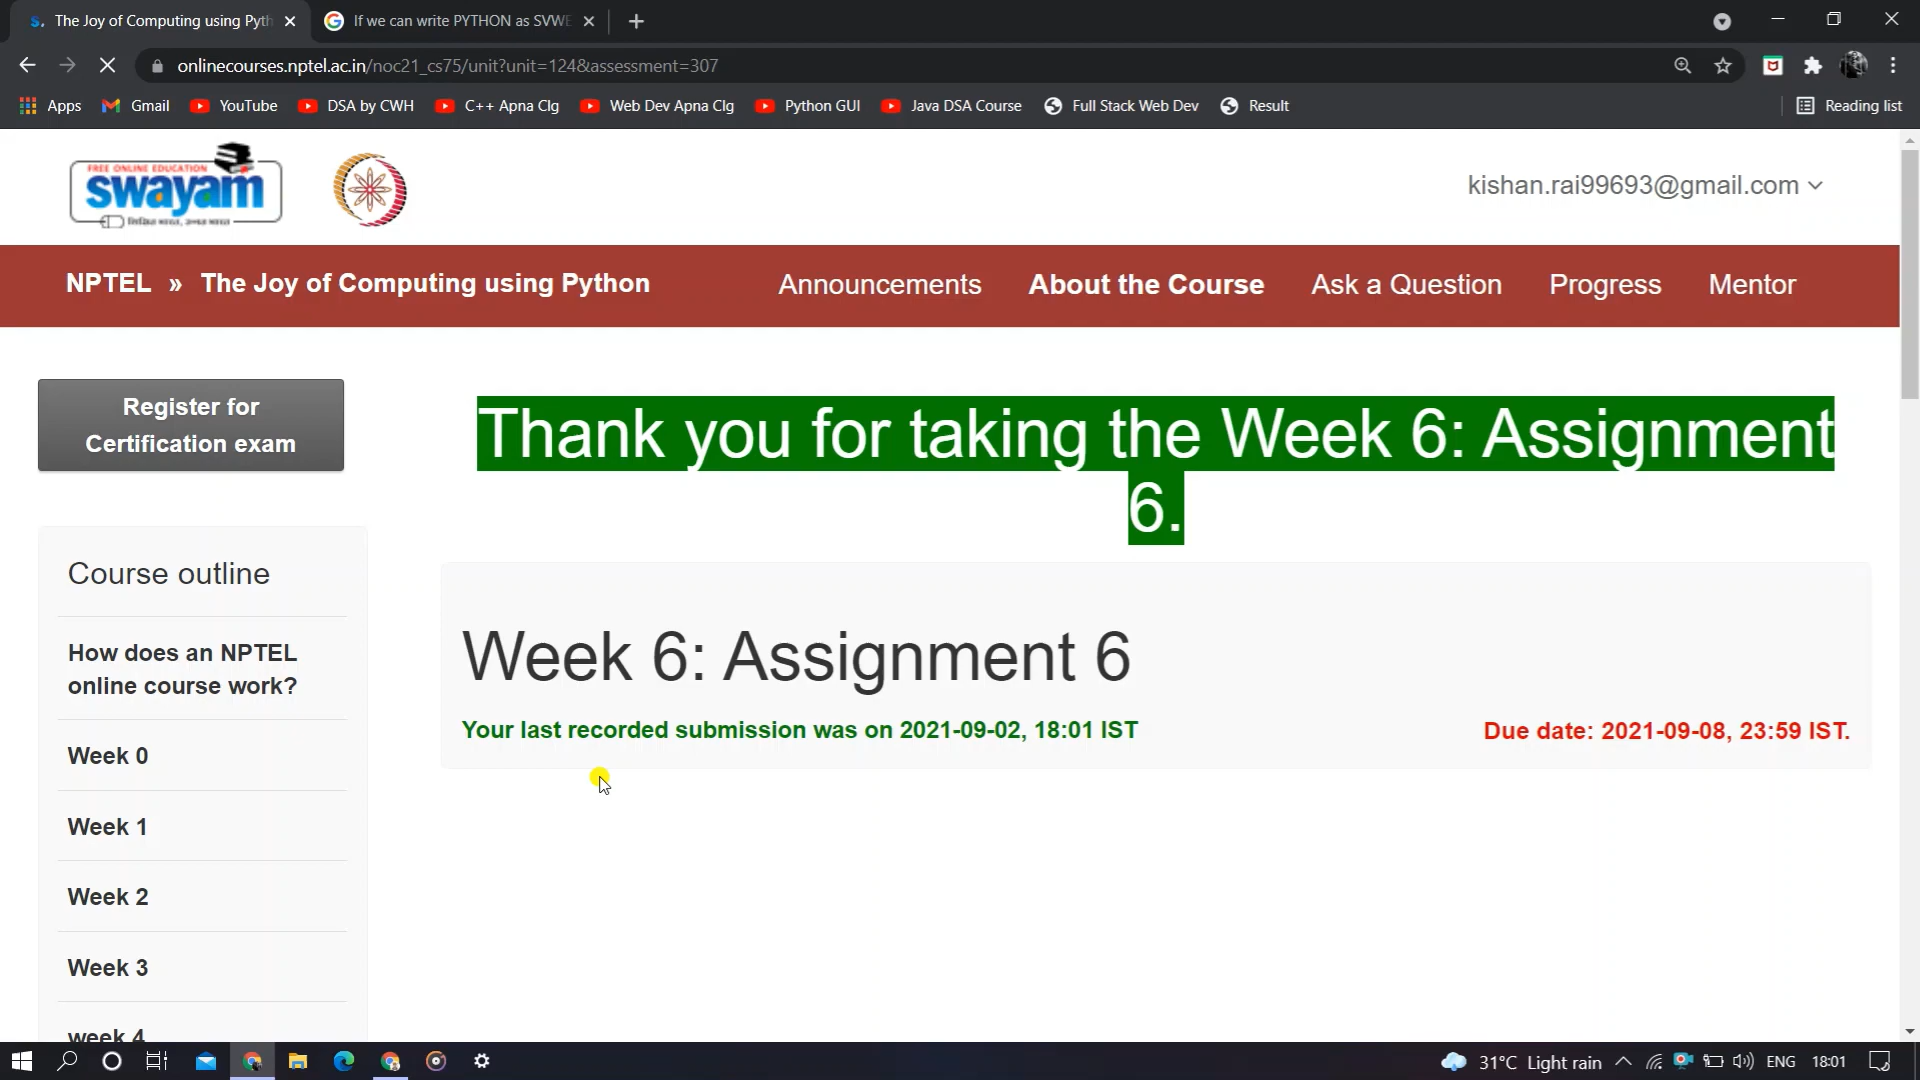 The Joy of Computing using Pyth
If we can write PYTHON as SVWE
onlinecourses.nptel.ac.in/noc21_cs75/unit?unit=124&assessment=307
Apps Gmail YouTube DSA by CWH C++ Apna Clg Web Dev Apna Clg Python GUI Java DSA Course Full Stack Web Dev Result Reading list
FREE ONLINE EDUCATION
swayam
kishan.rai99693@gmail.com
NPTEL » The Joy of Computing using Python
Announcements About the Course Ask a Question Progress Mentor
Register for
Certification exam
Thank you for taking the Week 6: Assignment
6.
Course outline
How does an NPTEL
online course work?
Week 0
Week 1
Week 2
Week 3
week 4
Week 6: Assignment 6
Your last recorded submission was on 2021-09-02, 18:01 IST
Due date: 2021-09-08, 23:59 IST.
31°C Light rain ENG 18:01